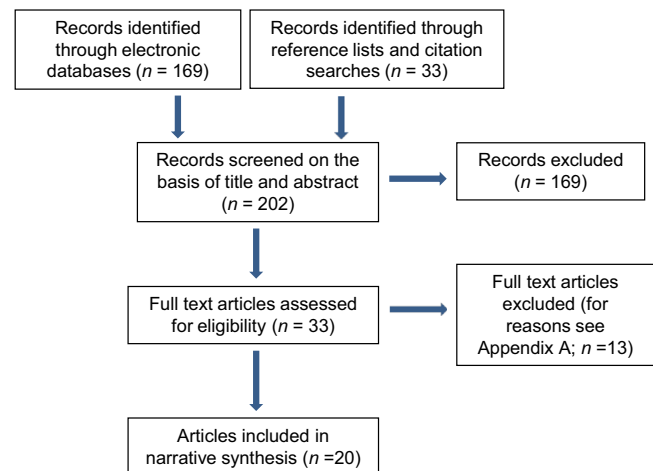 Records identified
through electronic
databases (n = 169)
Records identified through
reference lists and citation
searches (n = 33)
Records screened on the
basis of title and abstract
(n = 202)
Records excluded
(n = 169)
Full text articles assessed
for eligibility (n = 33)
Full text articles
excluded (for
reasons see
Appendix A; n =13)
Articles included in
narrative synthesis (n =20)